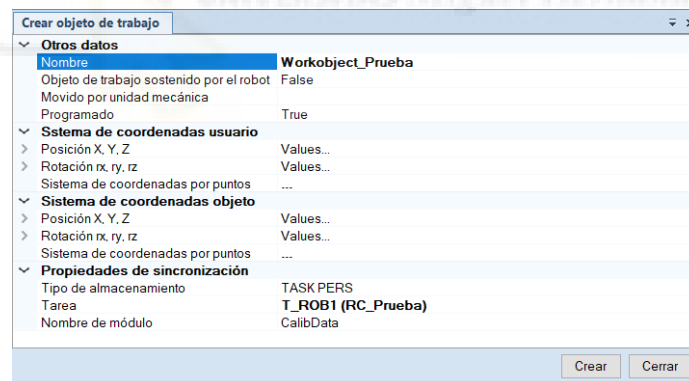 Crear objeto de trabajo
Otros datos
Nombre Workobject_Prueba
Objeto de trabajo sostenido por el robot False
Movido por unidad mecánica
Programado True
Sstema de coordenadas usuario
Posición X, Y, Z Values...
Rotación rx, ry, rz Values...
Sistema de coordenadas por puntos ...
Sistema de coordenadas objeto
Posición X, Y, Z Values...
Rotación rx, ry, rz Values...
Sistema de coordenadas por puntos ...
Propiedades de sincronización
Tipo de almacenamiento TASK PERS
Tarea T_ROB1 (RC_Prueba)
Nombre de módulo CalibData
Crear Cerrar